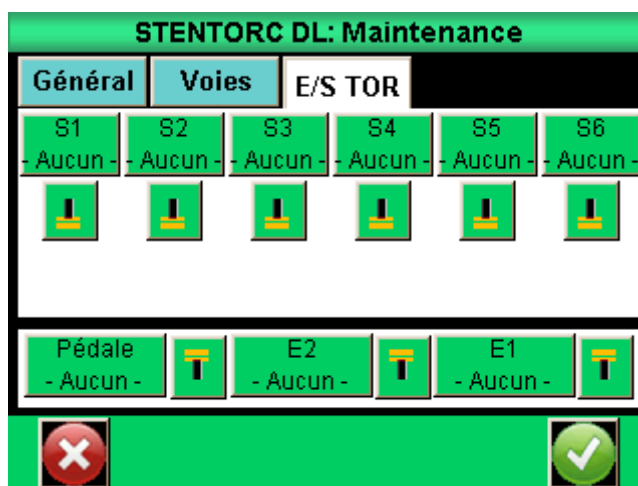 STENTORC DL: Maintenance
Général Voies E/S TOR
S1 S2 S3 S4 S5 S6
- Aucun - - Aucun - - Aucun - - Aucun - - Aucun - - Aucun -
Pédale E2 E1
- Aucun - - Aucun - - Aucun -